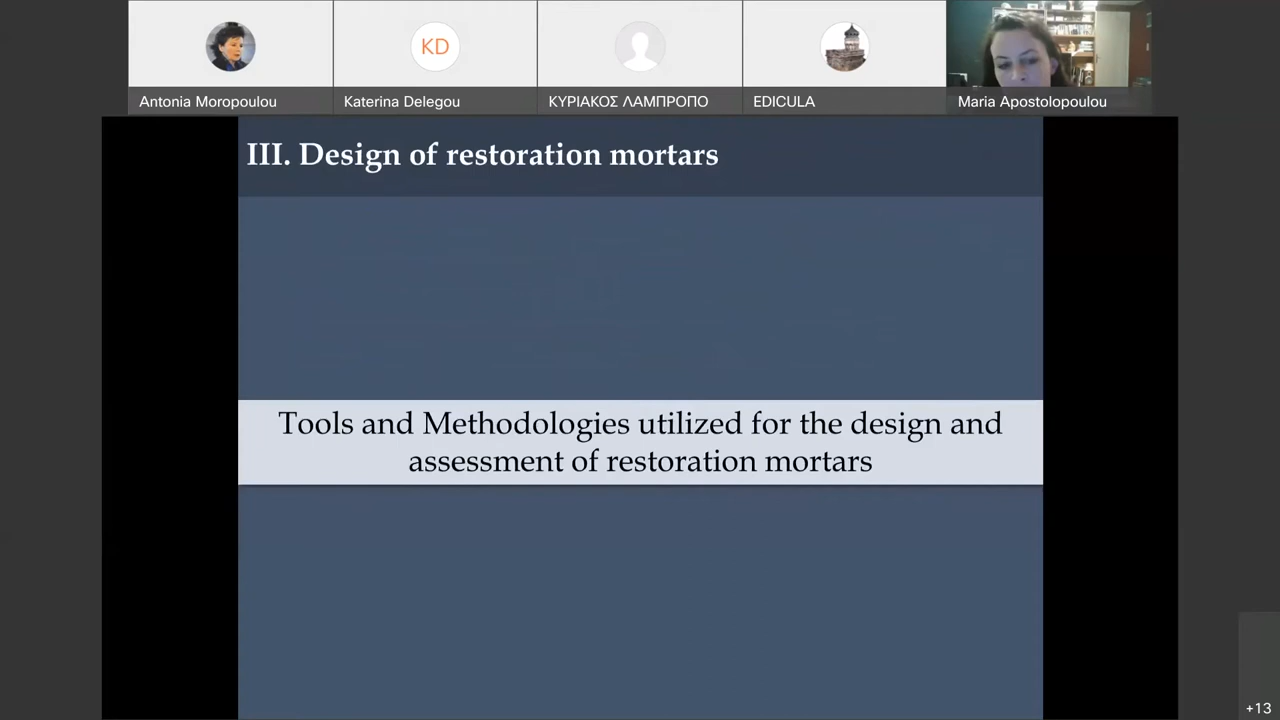 KD
Antonia Moropoulou
Katerina Delegou
ΚΥΡΙΑΚΟΣ ΛΑΜΠΡΟΠΟ
EDICULA
Maria Apostolopoulou
III. Design of restoration mortars
Tools and Methodologies utilized for the design and
assessment of restoration mortars
+13